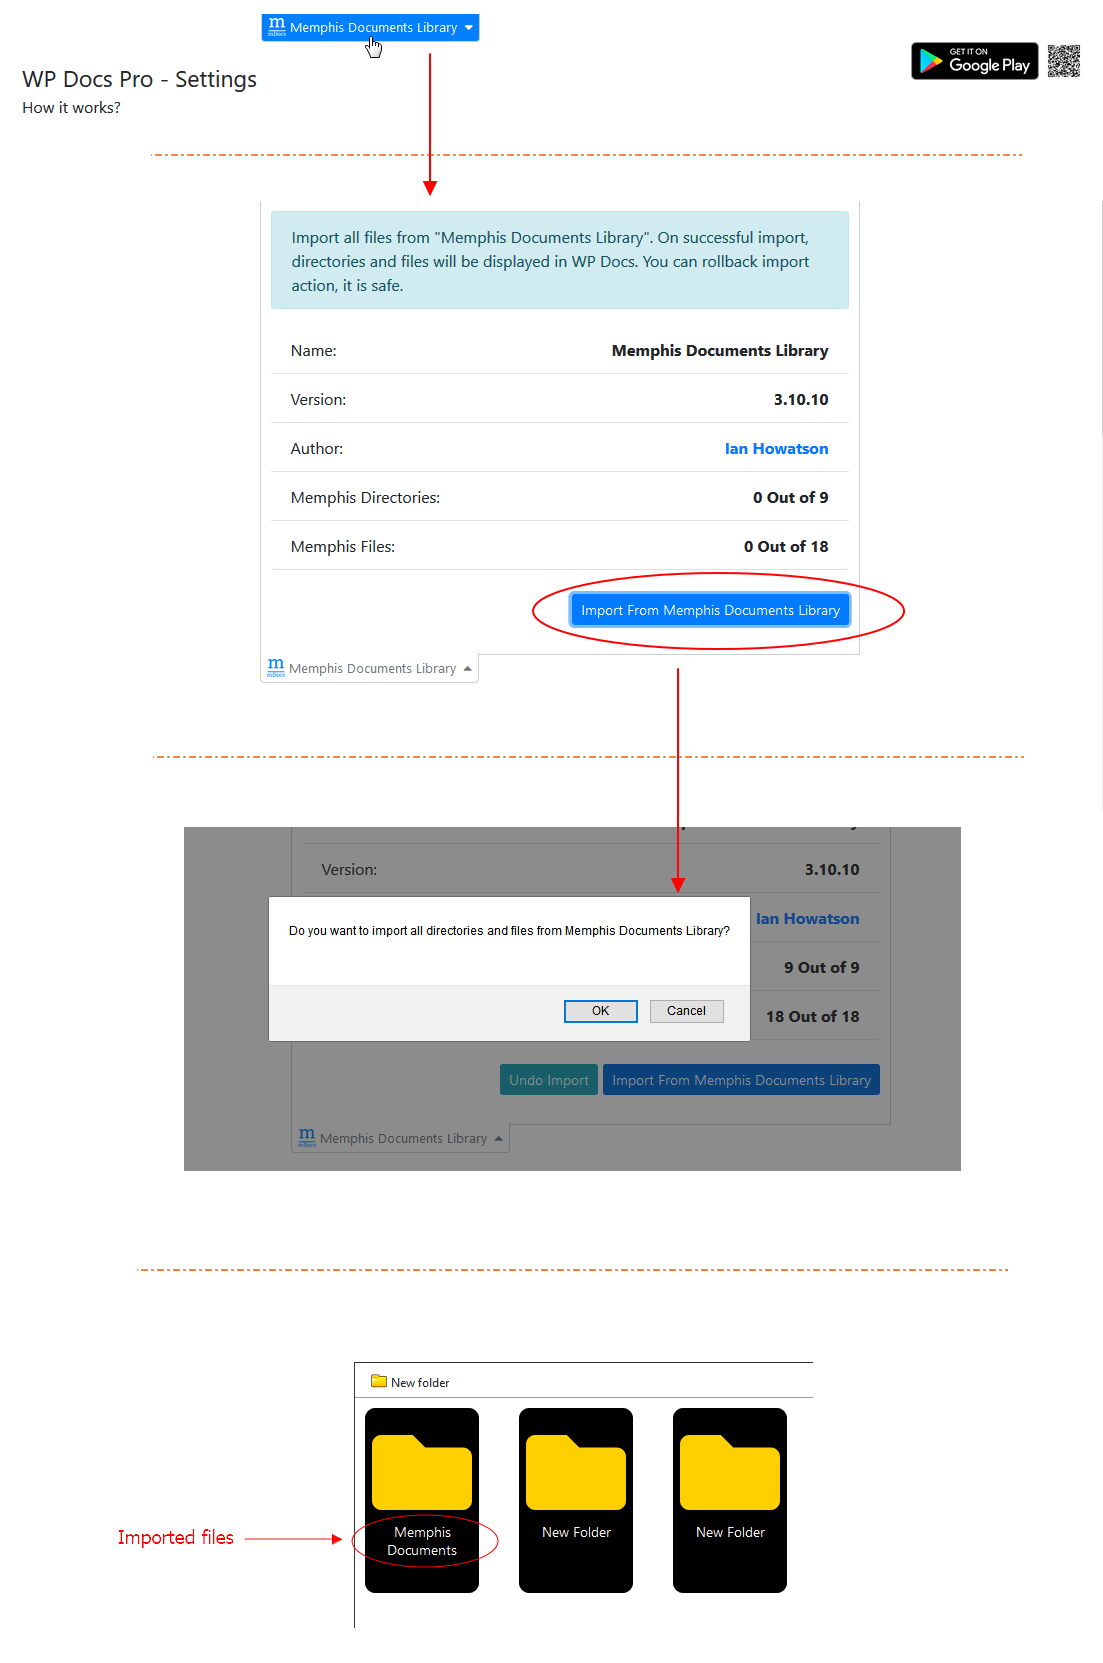 m
mDocs
Memphis Documents Library
GET IT ON
Google Play
WP Docs Pro - Settings
How it works?
Import all files from "Memphis Documents Library". On successful import,
directories and files will be displayed in WP Docs. You can rollback import
action, it is safe.
Name: Memphis Documents Library
Version: 3.10.10
Author: Ian Howatson
Memphis Directories: 0 Out of 9
Memphis Files: 0 Out of 18
Import From Memphis Documents Library
m
mDocs
Memphis Documents Library
Version: 3.10.10
Ian Howatson
Do you want to import all directories and files from Memphis Documents Library?
9 Out of 9
OK Cancel
18 Out of 18
Undo Import Import From Memphis Documents Library
m
mDocs
Memphis Documents Library
New folder
Imported files
Memphis
Documents
New Folder
New Folder